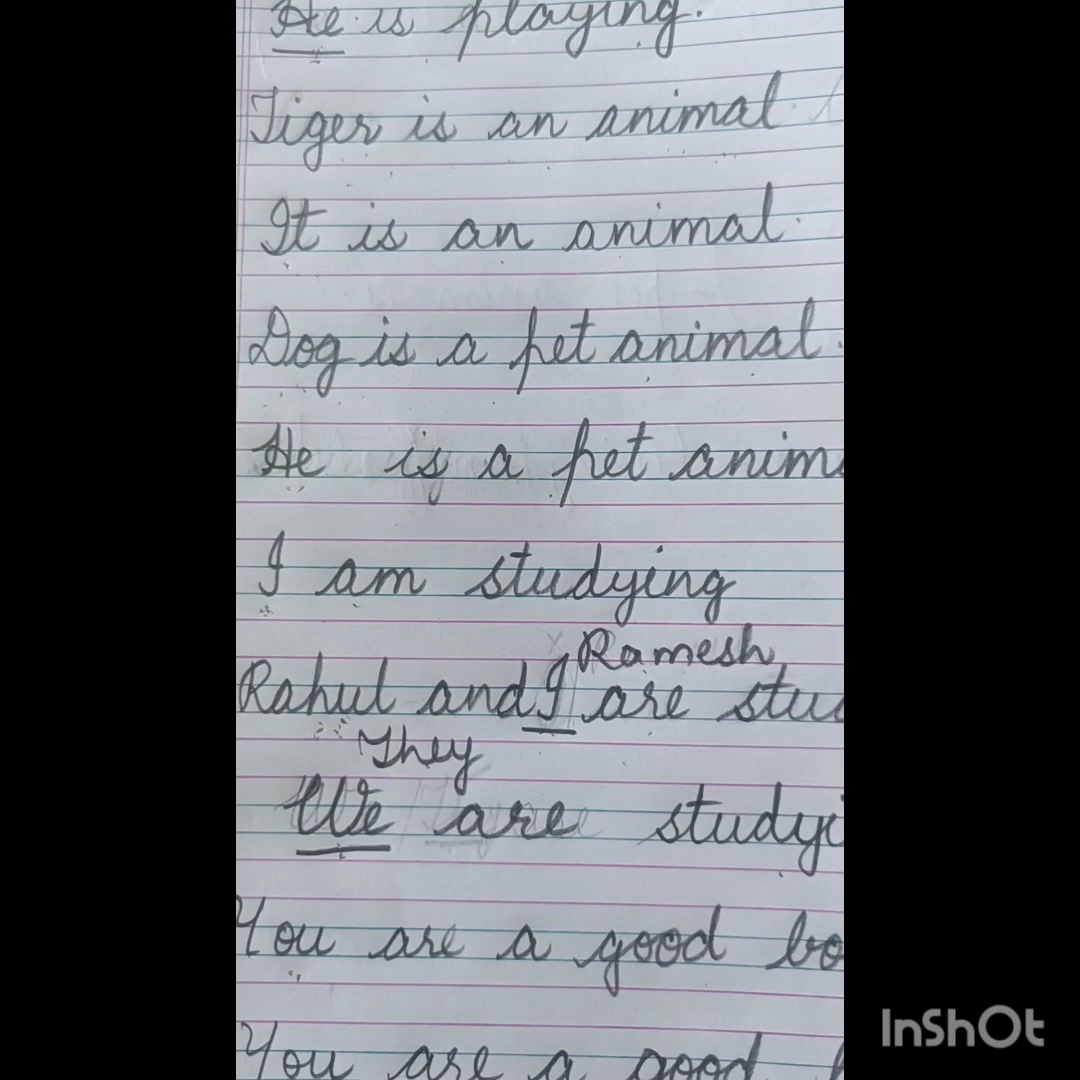 He is playing.
Tiger is an animal
It is an animal.
Dog is a pet animal.
He is a pet anim
I am studying
Ramesh
Rahul and I are stu
They
We are studyi
You are a good bo
You are a good
InShOt